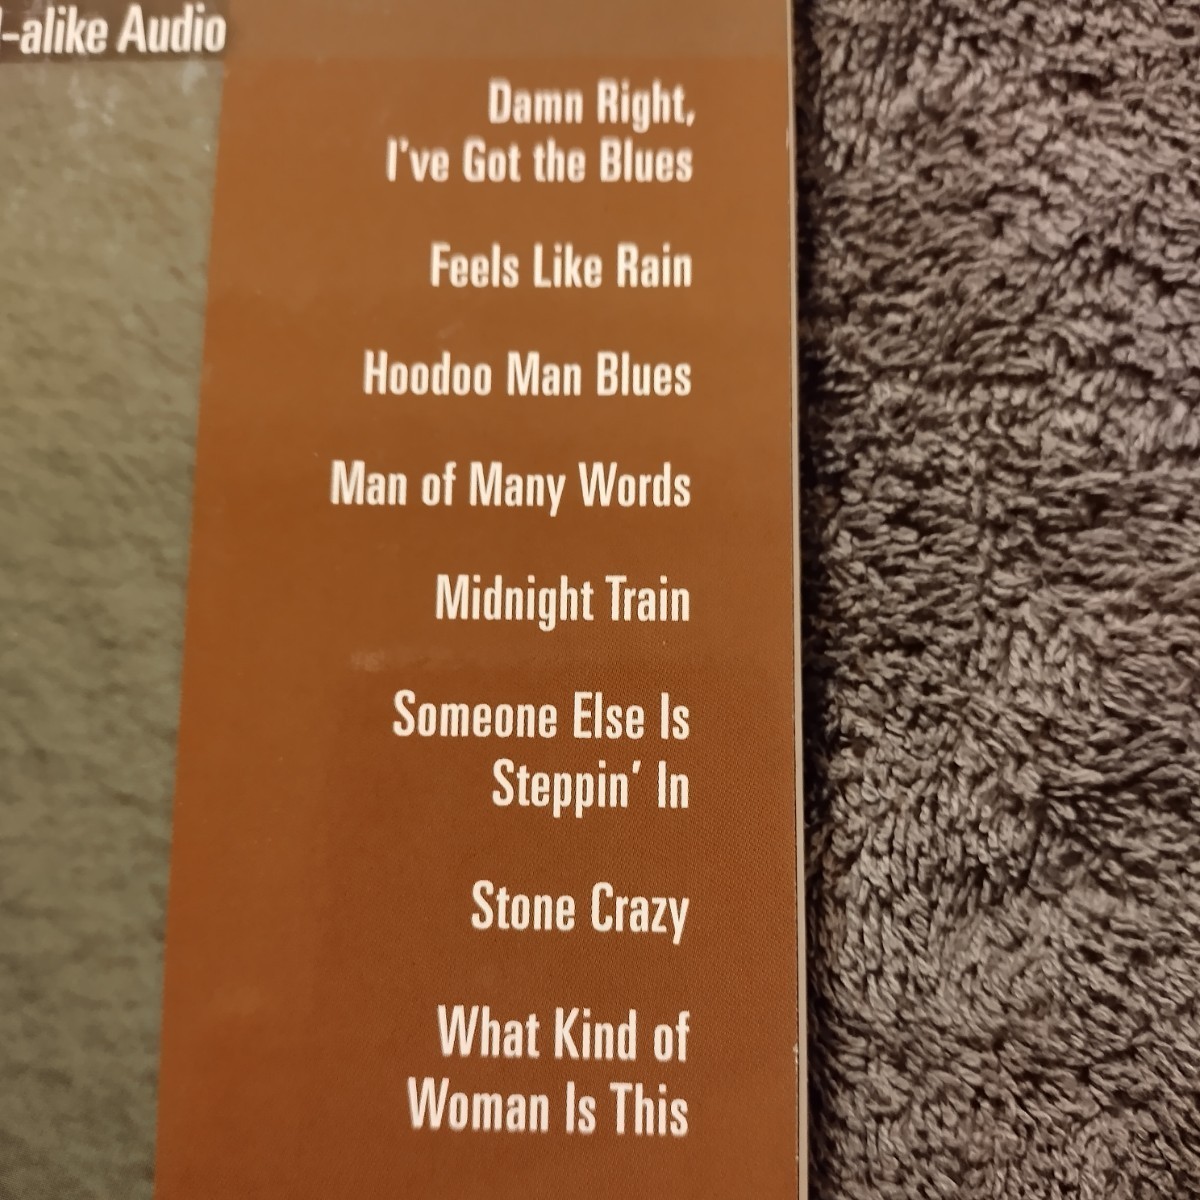 -alike Audio
Damn Right,
I've Got the Blues
Feels Like Rain
Hoodoo Man Blues
Man of Many Words
Midnight Train
Someone Else Is
Steppin' In
Stone Crazy
What Kind of
Woman Is This